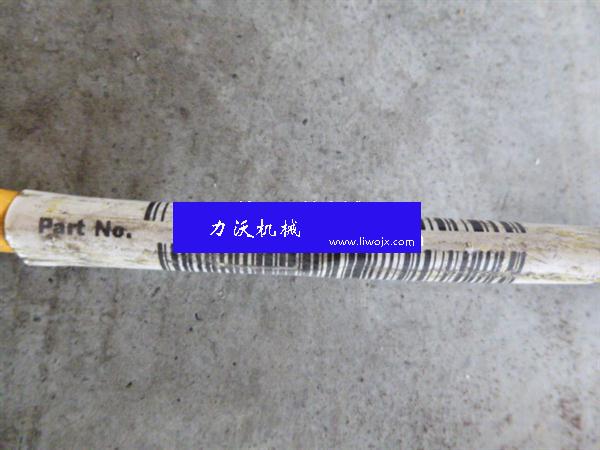 Part No.
力沃机械
www.liwojx.com